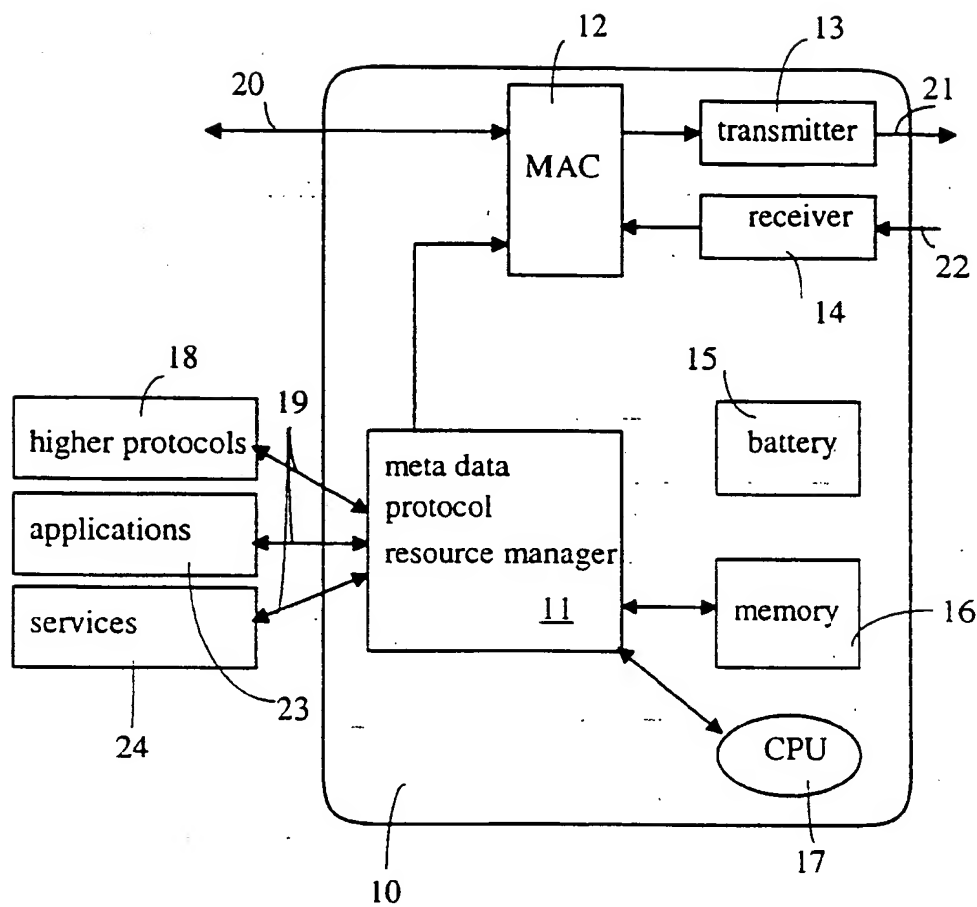 12
13
20
21
transmitter
MAC
receiver
22
14
18
19
15
higher protocols
meta data
battery
protocol
applications
resource manager
services
11
memory
16
23
24
CPU
10
17